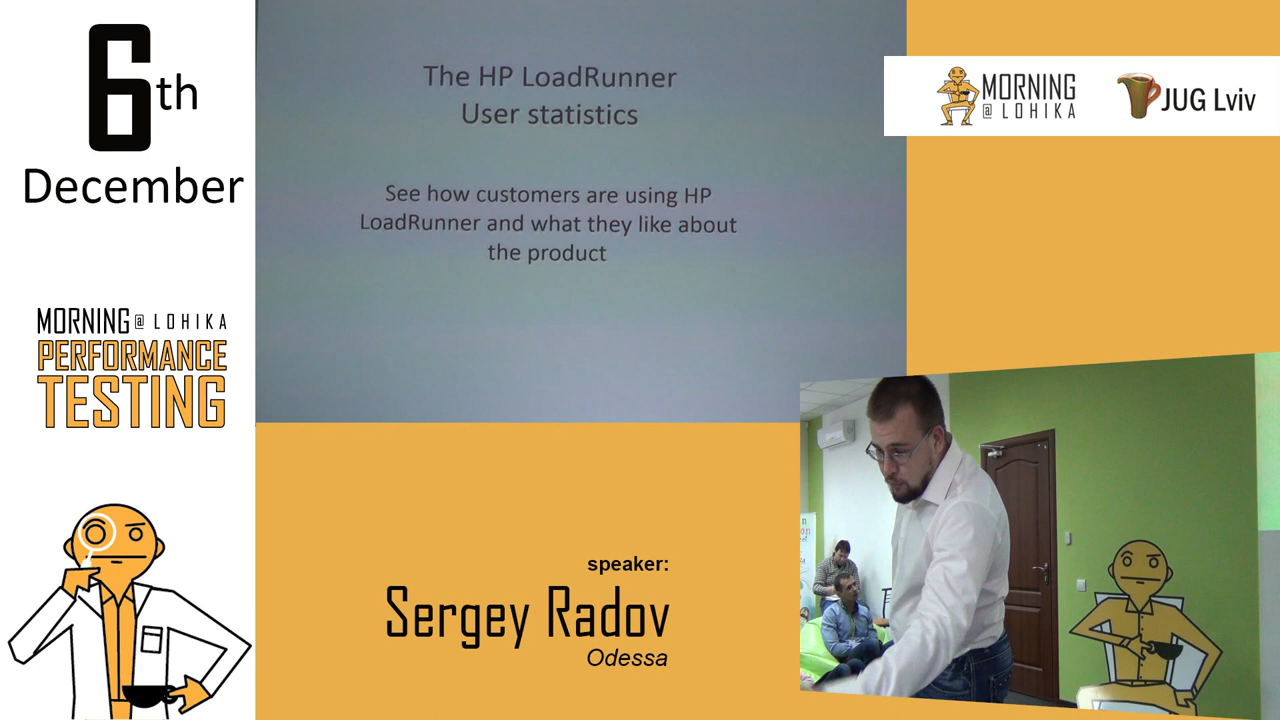 6th
December
MORNING @ LOHIKA
PERFORMANCE
TESTING
The HP LoadRunner
User statistics
See how customers are using HP
LoadRunner and what they like about
the product
MORNING
@ LOHIKA
JUG Lviv
speaker:
Sergey Radov
Odessa